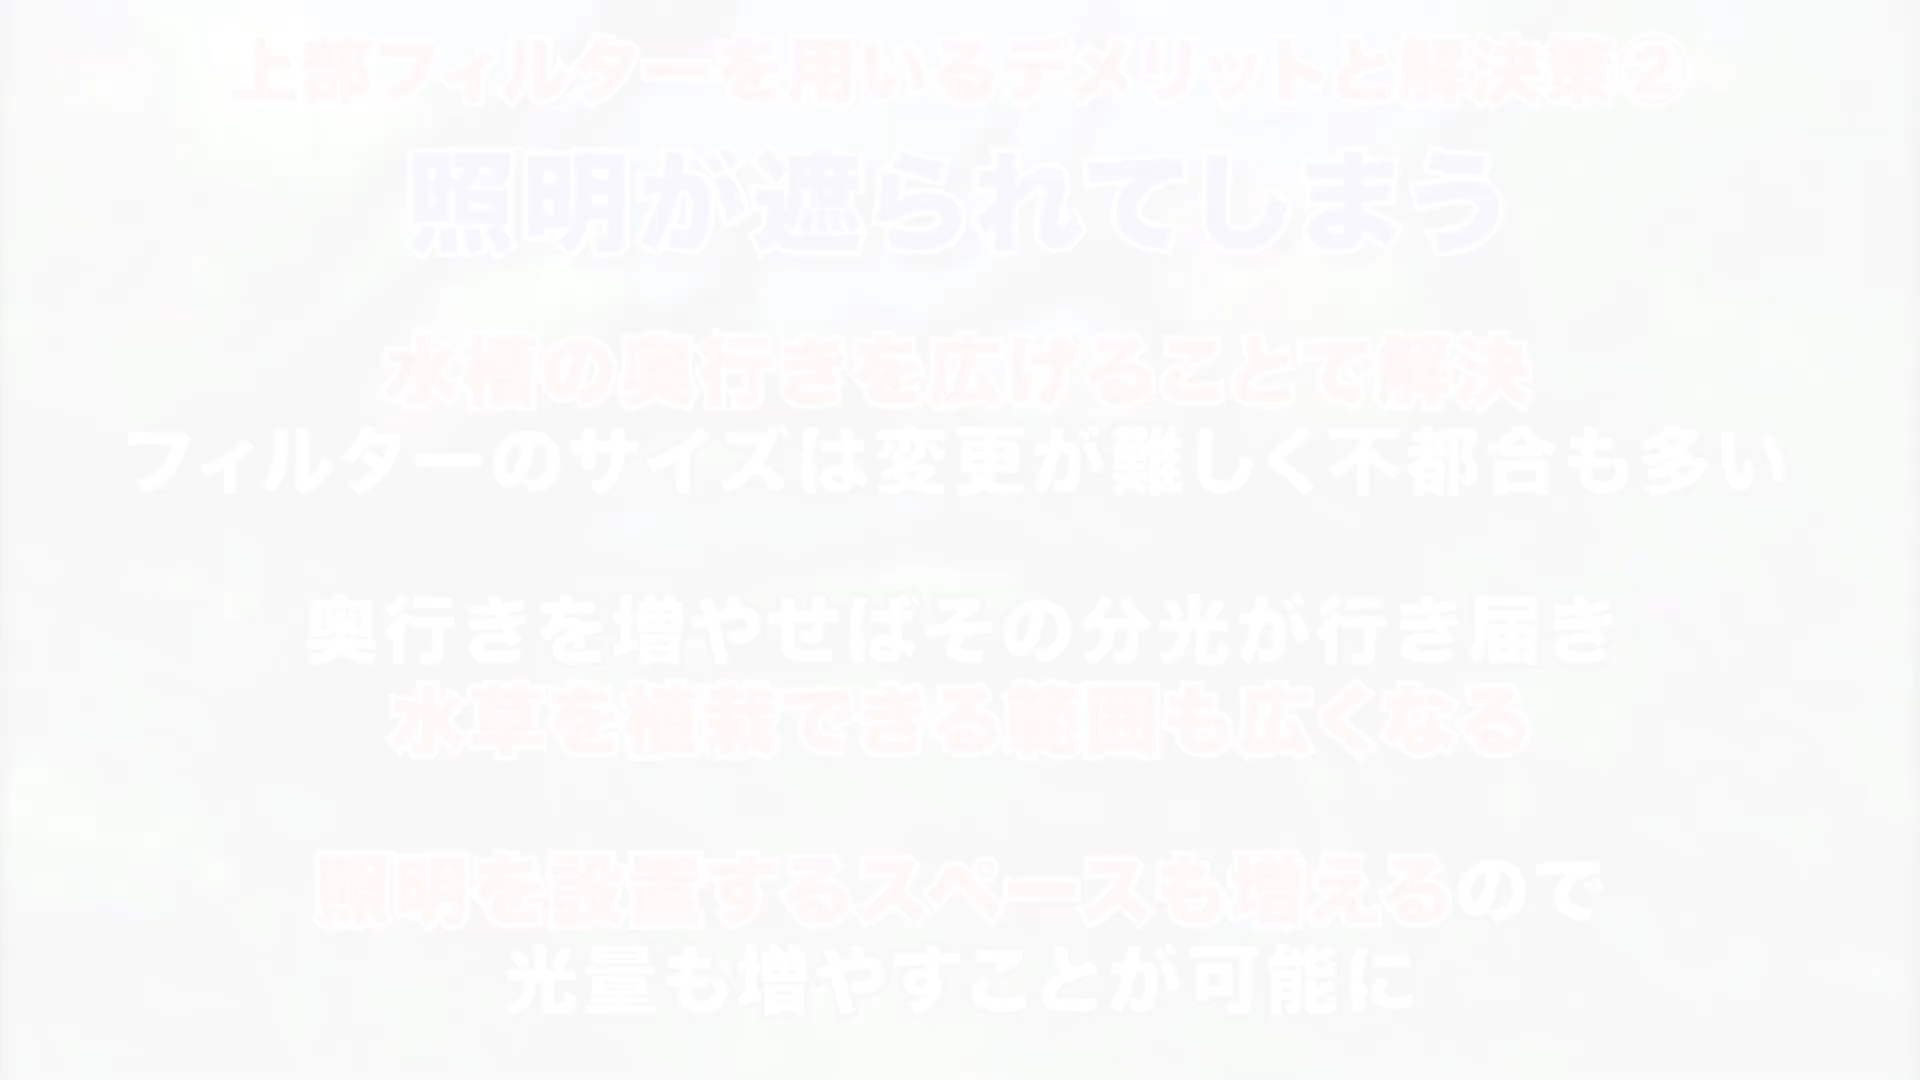 上部フィルターを用いるデメリットと解決策②
照明が遮られてしまう
水槽の奥行きを広げることで解決
フィルターのサイズは変更が難しく不都合も多い
奥行きを増やせばその分光が行き届き
水草を植栽できる範囲も広くなる
照明を設置するスペースも増えるので
光量も増やすことが可能に